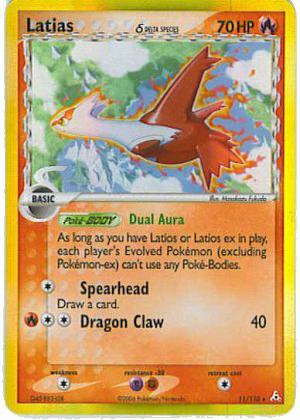 Latias δ DELTA SPECIES 70 HP
BASIC
Illus. Masakazu Fukuda
Poké-BODY Dual Aura
As long as you have Latios or Latios ex in play,
each player's Evolved Pokémon (excluding
Pokémon-ex) can't use any Poké-Bodies.
Spearhead
Draw a card.
Dragon Claw 40
weakness resistance -30 retreat cost
©2006 Pokémon/Nintendo
11/110